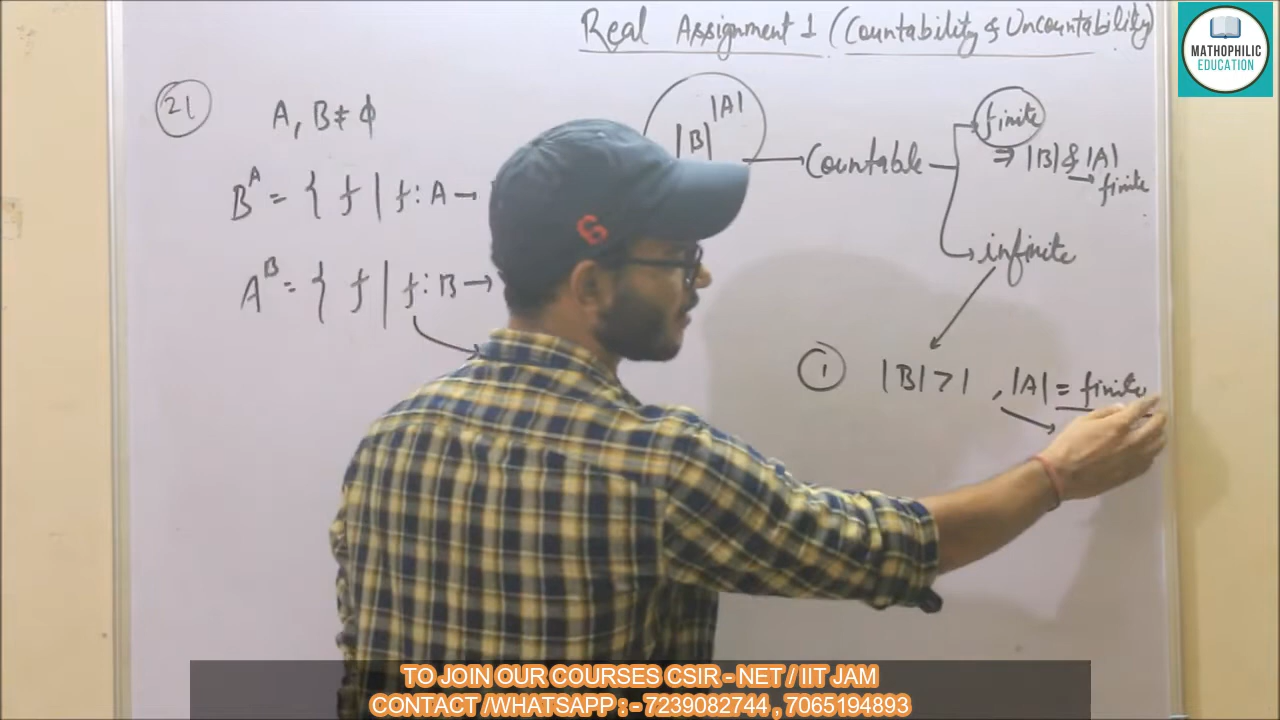 Real Assignment 1 (Countability & Uncountability)
MATHOPHILIC
EDUCATION
21
A, B ≠ ϕ
B^A = { f | f : A →
A^B = { f | f : B →
|B|^|A|
Countable
finite
⇒ |B| & |A|
→ finite
infinite
1 |B| > 1 , |A| = finite
6
TO JOIN OUR COURSES CSIR - NET / IIT JAM
CONTACT /WHATSAPP : - 7239082744 , 7065194893